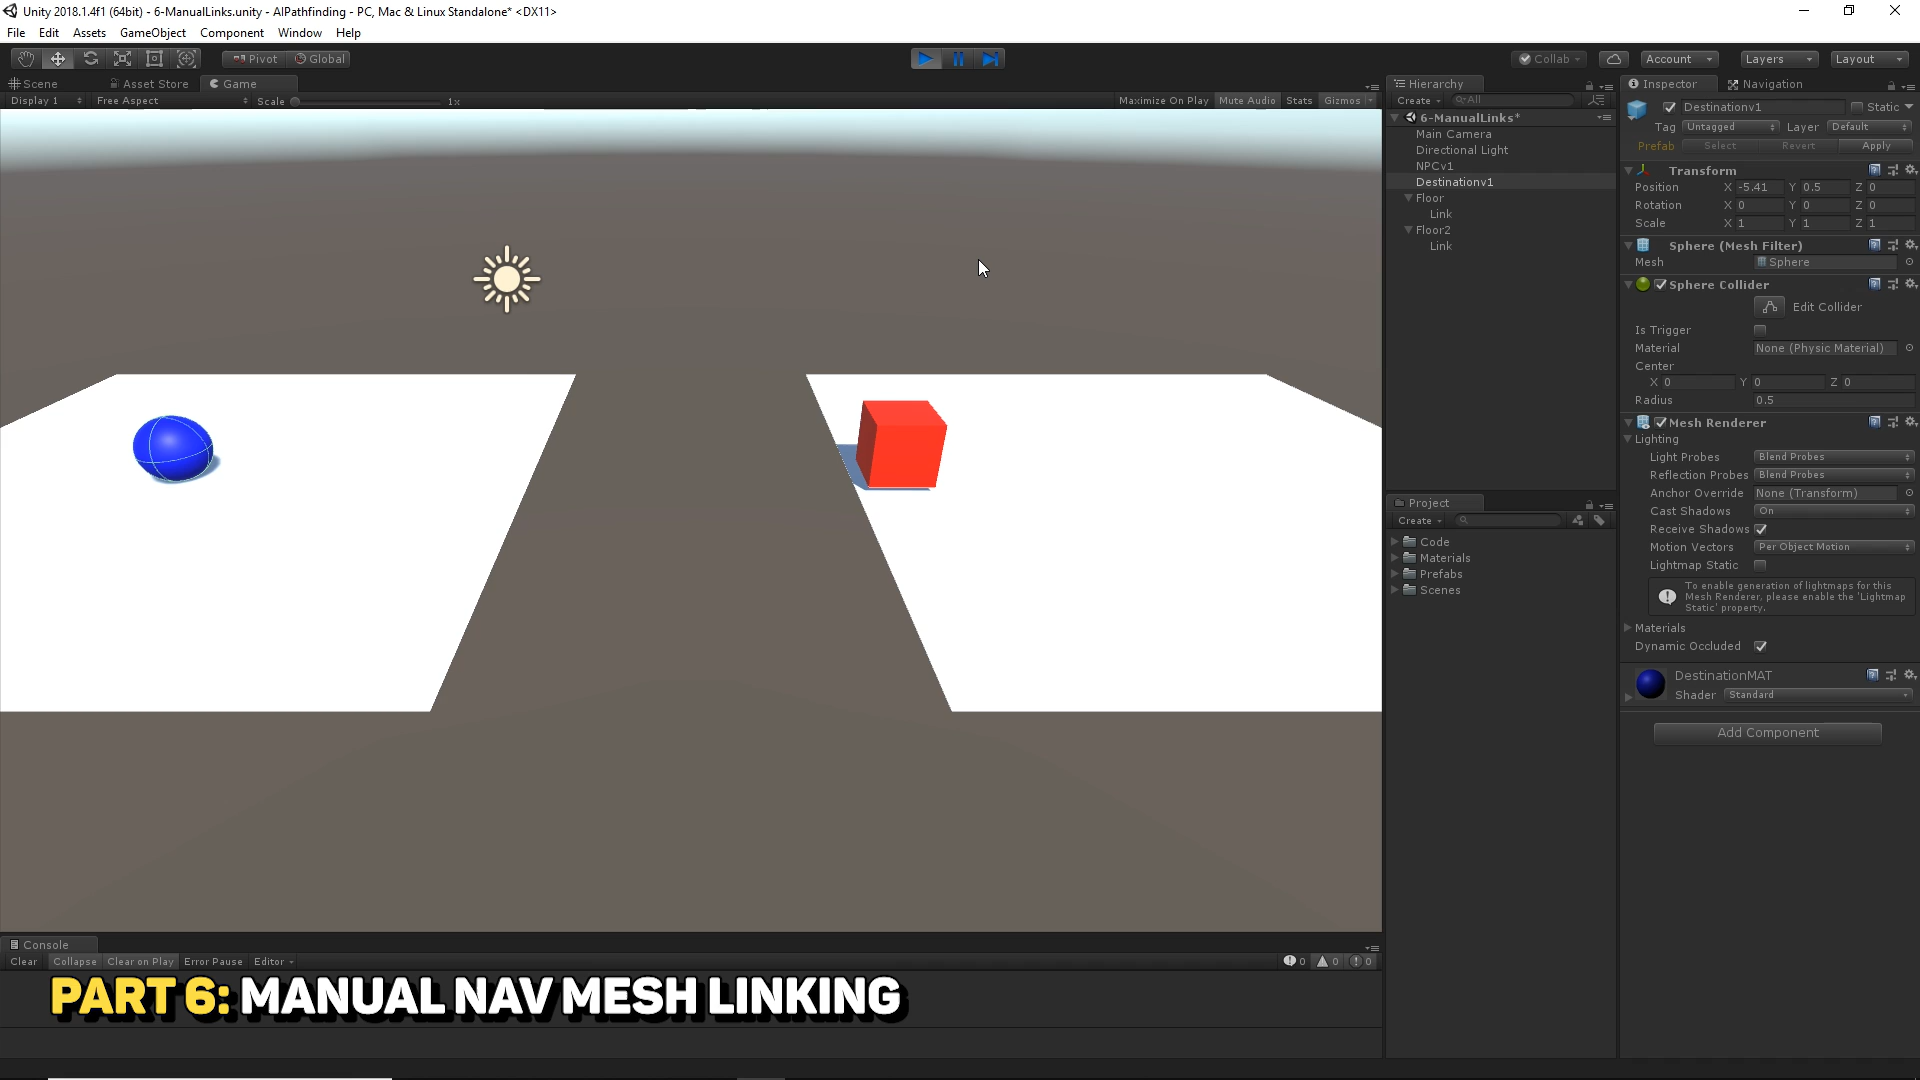 Unity 2018.1.4f1 (64bit) - 6-ManualLinks.unity - AIPathfinding - PC, Mac & Linux Standalone* <DX11>
File Edit Assets GameObject Component Window Help
Pivot Global Collab Account Layers Layout
Scene Asset Store Game
Display 1 Free Aspect Scale 1x Maximize On Play Mute Audio Stats Gizmos
Hierarchy
Create All
6-ManualLinks*
Main Camera
Directional Light
NPCv1
Destinationv1
Floor
Link
Floor2
Link
Project
Create
Code
Materials
Prefabs
Scenes
Inspector Navigation
Destinationv1 Static
Tag Untagged Layer Default
Prefab Select Revert Apply
Transform
Position X -5.41 Y 0.5 Z 0
Rotation X 0 Y 0 Z 0
Scale X 1 Y 1 Z 1
Sphere (Mesh Filter)
Mesh Sphere
Sphere Collider
Edit Collider
Is Trigger
Material None (Physic Material)
Center
X 0 Y 0 Z 0
Radius 0.5
Mesh Renderer
Lighting
Light Probes Blend Probes
Reflection Probes Blend Probes
Anchor Override None (Transform)
Cast Shadows On
Receive Shadows
Motion Vectors Per Object Motion
Lightmap Static
To enable generation of lightmaps for this
Mesh Renderer, please enable the 'Lightmap
Static' property.
Materials
Dynamic Occluded
DestinationMAT
Shader Standard
Add Component
Console
Clear Collapse Clear on Play Error Pause Editor 0 0 0
PART 6: MANUAL NAV MESH LINKING